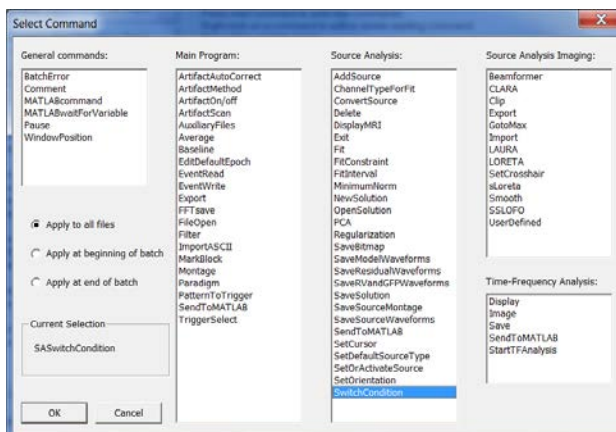 Select Command
General commands:
BatchError
Comment
MATLABcommand
MATLABwaitForVariable
Pause
WindowPosition
Apply to all files
Apply at beginning of batch
Apply at end of batch
Current Selection
SASwitchCondition
OK
Cancel
Main Program:
ArtifactAutoCorrect
ArtifactMethod
ArtifactOn/off
ArtifactScan
AuxiliaryFiles
Average
Baseline
EditDefaultEpoch
EventRead
EventWrite
Export
FFTsave
FileOpen
Filter
ImportASCII
MarkBlock
Montage
Paradigm
PatternToTrigger
SendToMATLAB
TriggerSelect
Source Analysis:
AddSource
ChannelTypeForFit
ConvertSource
Delete
DisplayMRI
Exit
Fit
FitConstraint
FitInterval
MinimumNorm
NewSolution
OpenSolution
PCA
Regularization
SaveBitmap
SaveModelWaveforms
SaveResidualWaveforms
SaveRVandGFPWaveforms
SaveSolution
SaveSourceMontage
SaveSourceWaveforms
SendToMATLAB
SetCursor
SetDefaultSourceType
SetOrActivateSource
SetOrientation
SwitchCondition
Source Analysis Imaging:
Beamformer
CLARA
Clip
Export
GotoMax
Import
LAURA
LORETA
SetCrosshair
sLoreta
Smooth
SSLOFO
UserDefined
Time-Frequency Analysis:
Display
Image
Save
SendToMATLAB
StartTFAnalysis